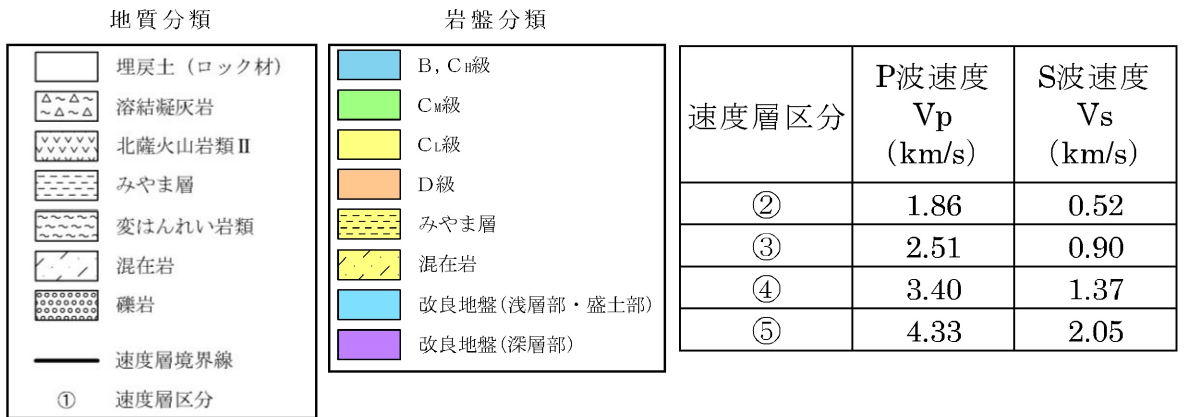 地質分類
埋戻土（ロック材）
溶結凝灰岩
北薩火山岩類Ⅱ
みやま層
変はんれい岩類
混在岩
礫岩
速度層境界線
① 速度層区分
岩盤分類
B，CH級
CM級
CL級
D級
みやま層
混在岩
改良地盤(浅層部・盛土部)
改良地盤(深層部)
速度層区分 P波速度 Vp (km/s) S波速度 Vs (km/s)
② 1.86 0.52
③ 2.51 0.90
④ 3.40 1.37
⑤ 4.33 2.05